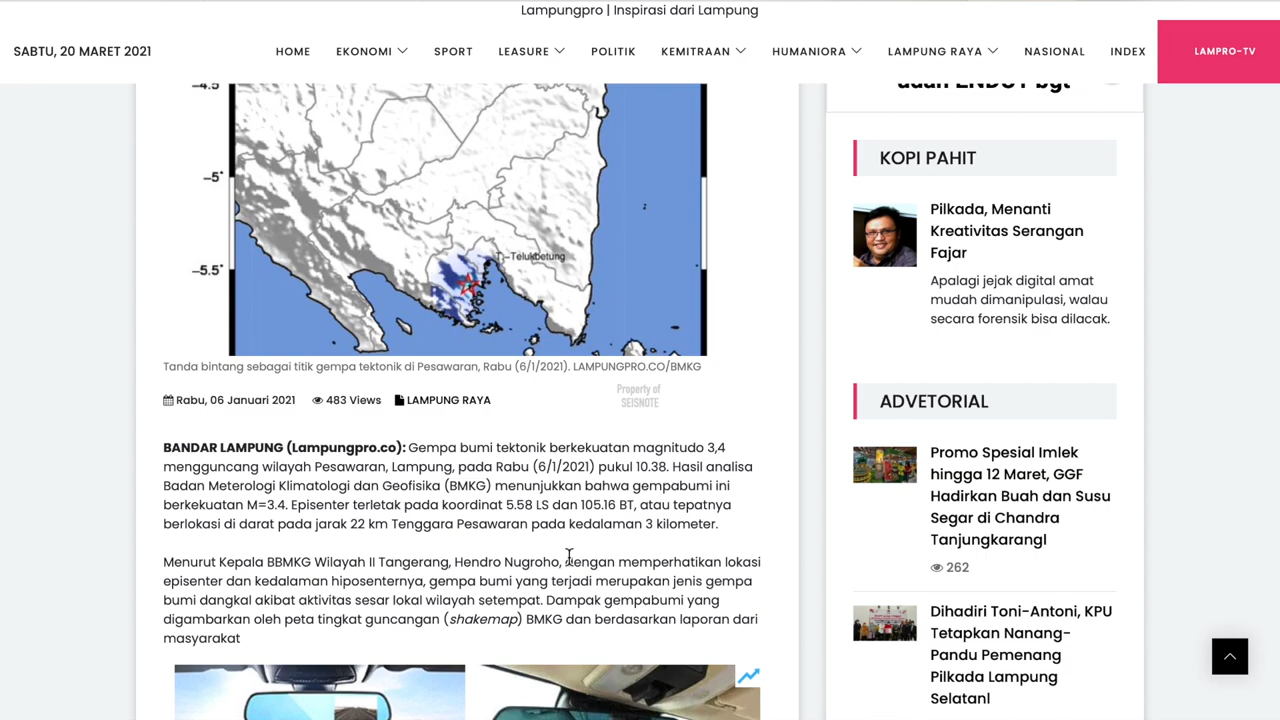 Lampungpro | Inspirasi dari Lampung
SABTU, 20 MARET 2021
HOME
EKONOMI
SPORT
LEASURE
POLITIK
KEMITRAAN
HUMANIORA
LAMPUNG RAYA
NASIONAL
INDEX
LAMPRO-TV
-4.5
-5°
-5.5°
Telukbetung
Tanda bintang sebagai titik gempa tektonik di Pesawaran, Rabu (6/1/2021). LAMPUNGPRO.CO/BMKG
Rabu, 06 Januari 2021 483 Views LAMPUNG RAYA
Property of
SEISNOTE
BANDAR LAMPUNG (Lampungpro.co): Gempa bumi tektonik berkekuatan magnitudo 3,4
mengguncang wilayah Pesawaran, Lampung, pada Rabu (6/1/2021) pukul 10.38. Hasil analisa
Badan Meterologi Klimatologi dan Geofisika (BMKG) menunjukkan bahwa gempabumi ini
berkekuatan M=3.4. Episenter terletak pada koordinat 5.58 LS dan 105.16 BT, atau tepatnya
berlokasi di darat pada jarak 22 km Tenggara Pesawaran pada kedalaman 3 kilometer.
Menurut Kepala BBMKG Wilayah II Tangerang, Hendro Nugroho, dengan memperhatikan lokasi
episenter dan kedalaman hiposenternya, gempa bumi yang terjadi merupakan jenis gempa
bumi dangkal akibat aktivitas sesar lokal wilayah setempat. Dampak gempabumi yang
digambarkan oleh peta tingkat guncangan (shakemap) BMKG dan berdasarkan laporan dari
masyarakat
KOPI PAHIT
Pilkada, Menanti
Kreativitas Serangan
Fajar
Apalagi jejak digital amat
mudah dimanipulasi, walau
secara forensik bisa dilacak.
ADVETORIAL
Promo Spesial Imlek
hingga 12 Maret, GGF
Hadirkan Buah dan Susu
Segar di Chandra
Tanjungkarangl
262
Dihadiri Toni-Antoni, KPU
Tetapkan Nanang-
Pandu Pemenang
Pilkada Lampung
Selatanl